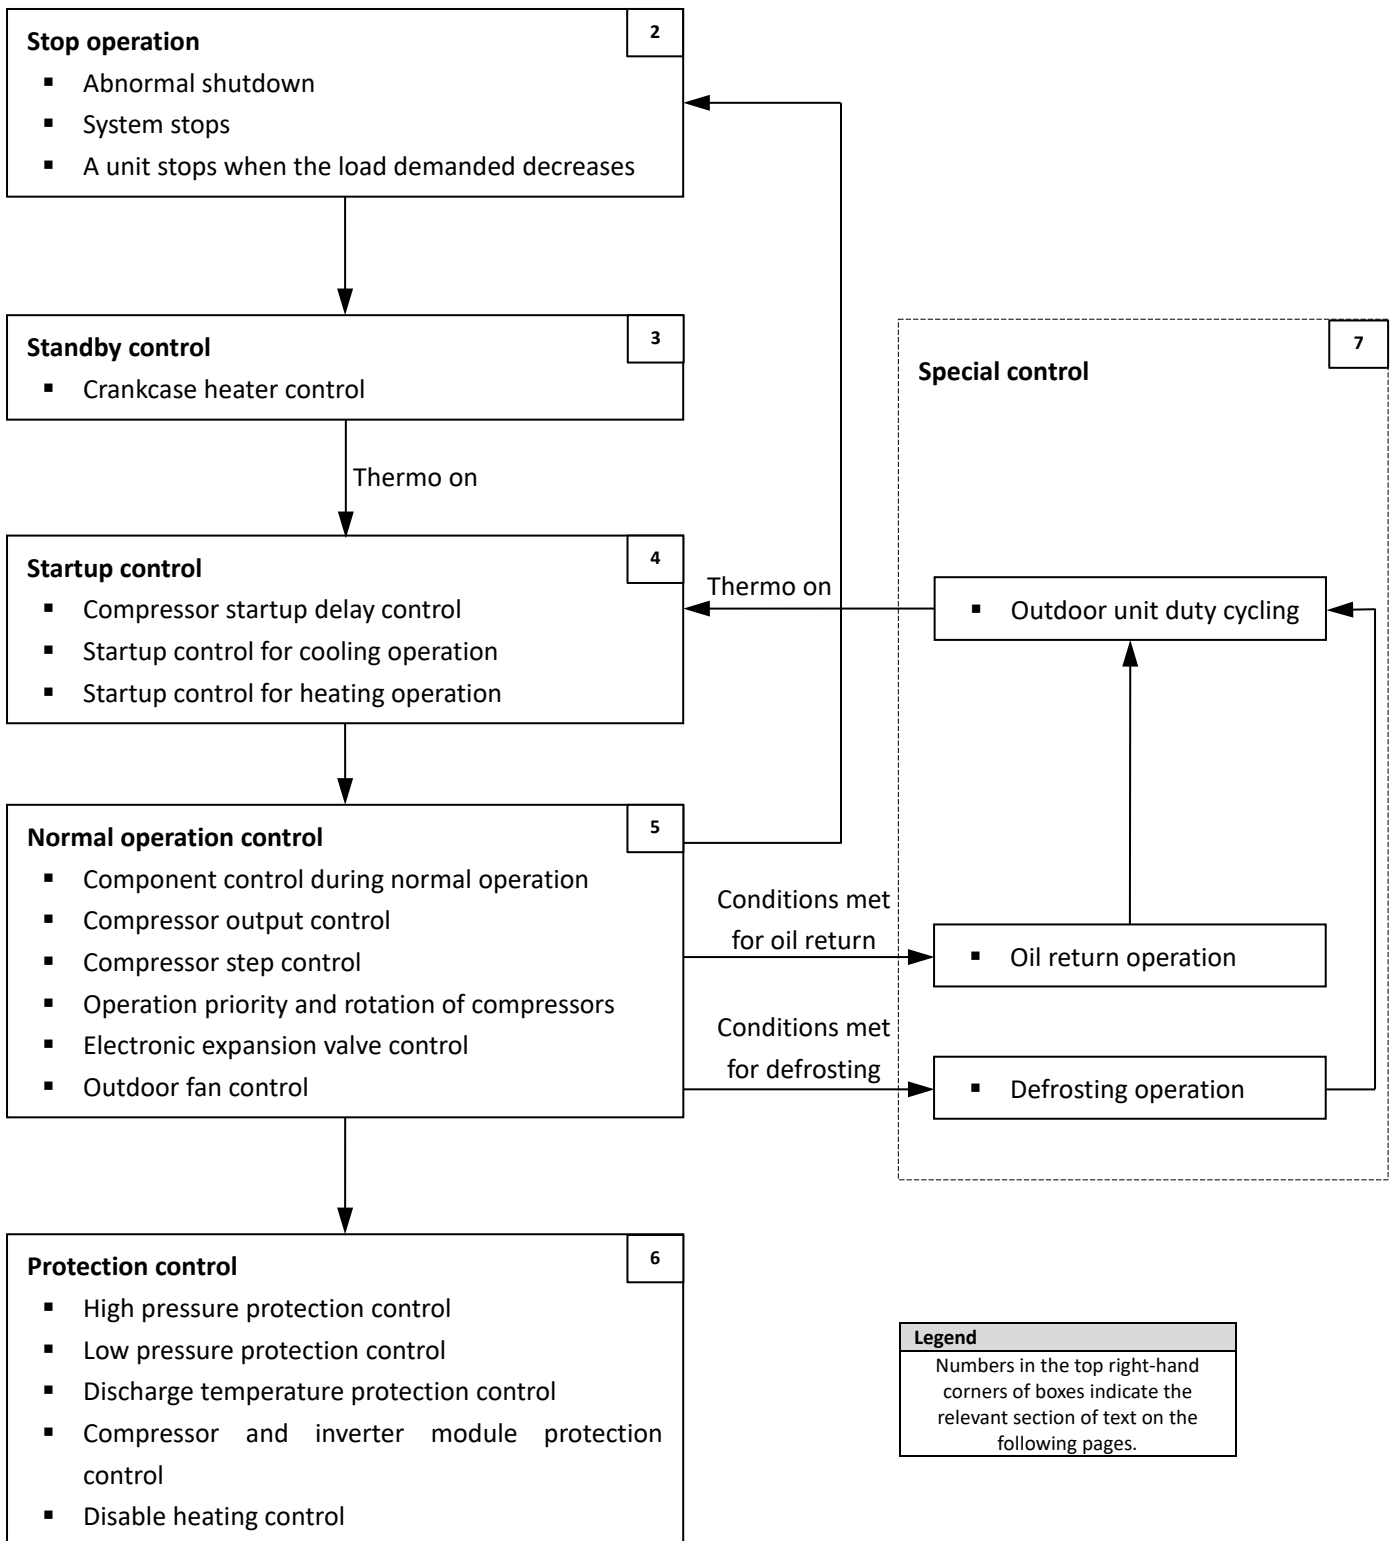 Stop operation
2
▪ Abnormal shutdown
▪ System stops
▪ A unit stops when the load demanded decreases
Standby control
3
▪ Crankcase heater control
Thermo on
Startup control
4
▪ Compressor startup delay control
▪ Startup control for cooling operation
▪ Startup control for heating operation
Normal operation control
5
▪ Component control during normal operation
▪ Compressor output control
▪ Compressor step control
▪ Operation priority and rotation of compressors
▪ Electronic expansion valve control
▪ Outdoor fan control
Protection control
6
▪ High pressure protection control
▪ Low pressure protection control
▪ Discharge temperature protection control
▪ Compressor and inverter module protection
control
▪ Disable heating control
Special control
7
Thermo on
▪ Outdoor unit duty cycling
Conditions met
for oil return
▪ Oil return operation
Conditions met
for defrosting
▪ Defrosting operation
Legend
Numbers in the top right-hand
corners of boxes indicate the
relevant section of text on the
following pages.